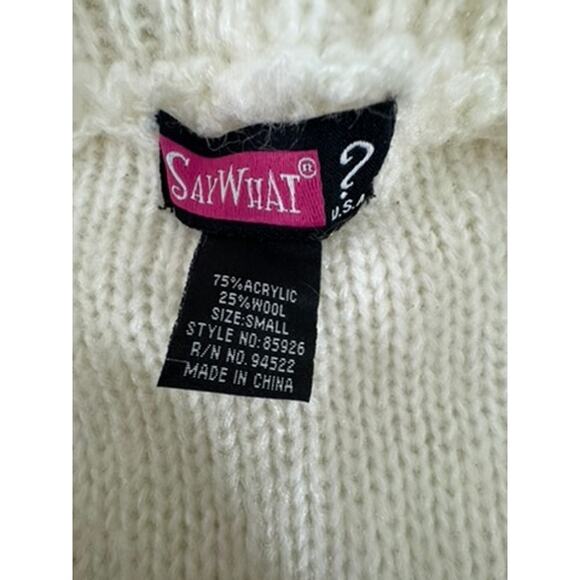 SAYWHAT® ?
U.S.A
75%ACRYLIC
25%WOOL
SIZE:SMALL
STYLE NO:85926
R/N NO.94522
MADE IN CHINA